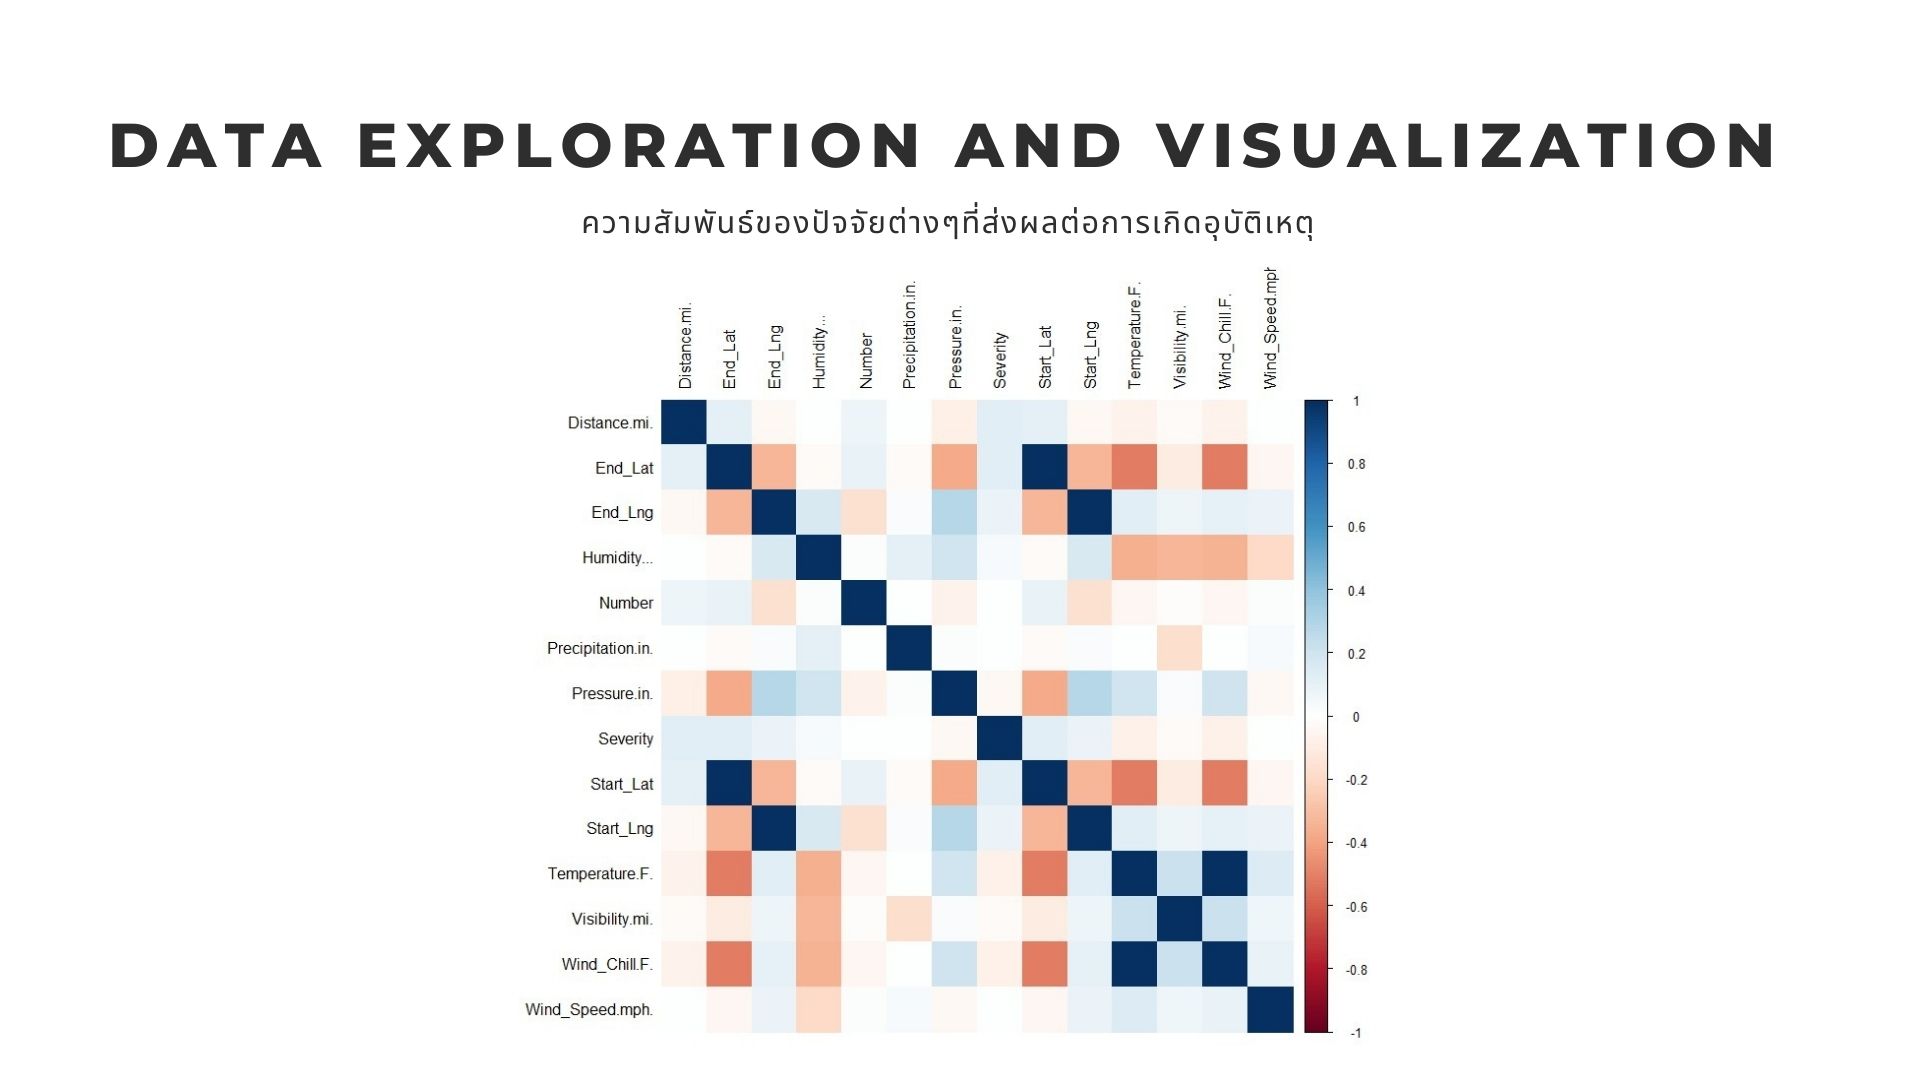 DATA EXPLORATION AND VISUALIZATION
ความสัมพันธ์ของปัจจัยต่างๆที่ส่งผลต่อการเกิดอุบัติเหตุ
Distance.mi.
End_Lat
End_Lng
Humidity...
Number
Precipitation.in.
Pressure.in.
Severity
Start_Lat
Start_Lng
Temperature.F.
Visibility.mi.
Wind_Chill.F.
Wind_Speed.mph
Distance.mi.
End_Lat
End_Lng
Humidity...
Number
Precipitation.in.
Pressure.in.
Severity
Start_Lat
Start_Lng
Temperature.F.
Visibility.mi.
Wind_Chill.F.
Wind_Speed.mph.
1
0.8
0.6
0.4
0.2
0
-0.2
-0.4
-0.6
-0.8
-1